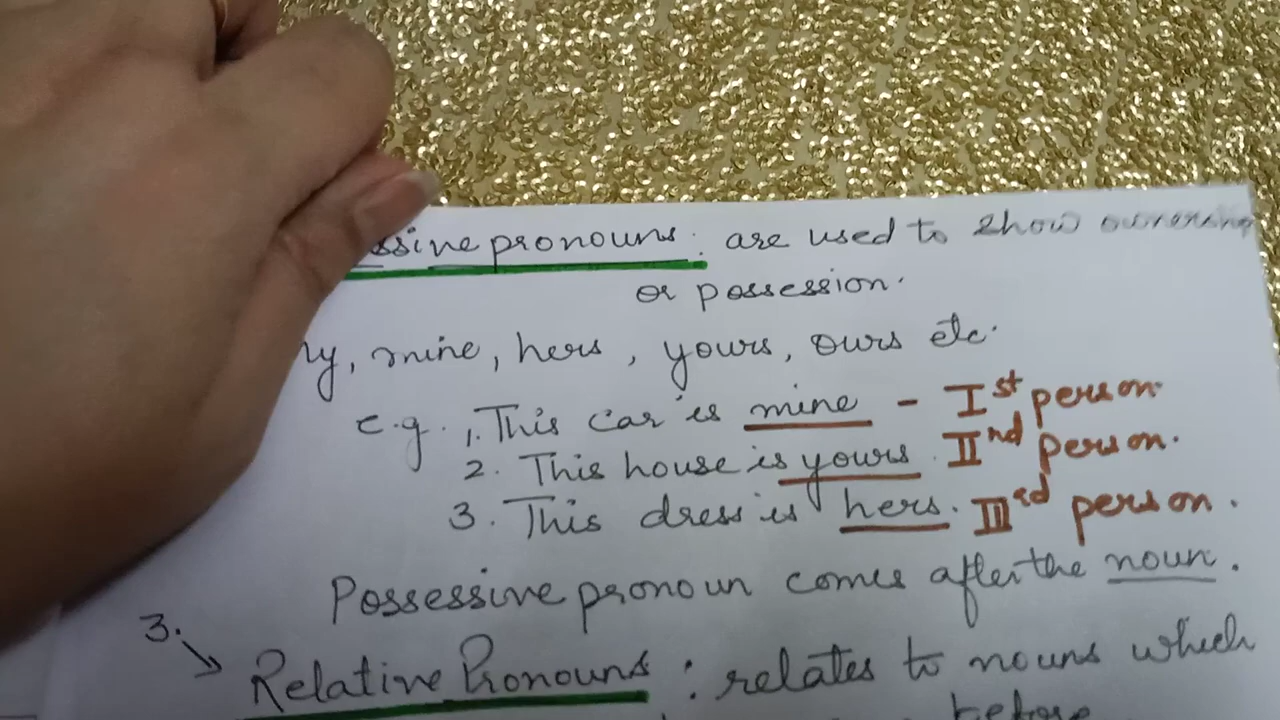 ssive pronouns : are used to show
or possession.
my, mine, hers, yours, ours etc.
e.g. 1. This car is mine - Ist person.
2. This house is yours. IInd person.
3. This dress is hers. IIIrd person.
Possessive pronoun comes after the noun.
3.
Relative Pronouns : relates to nouns which
before